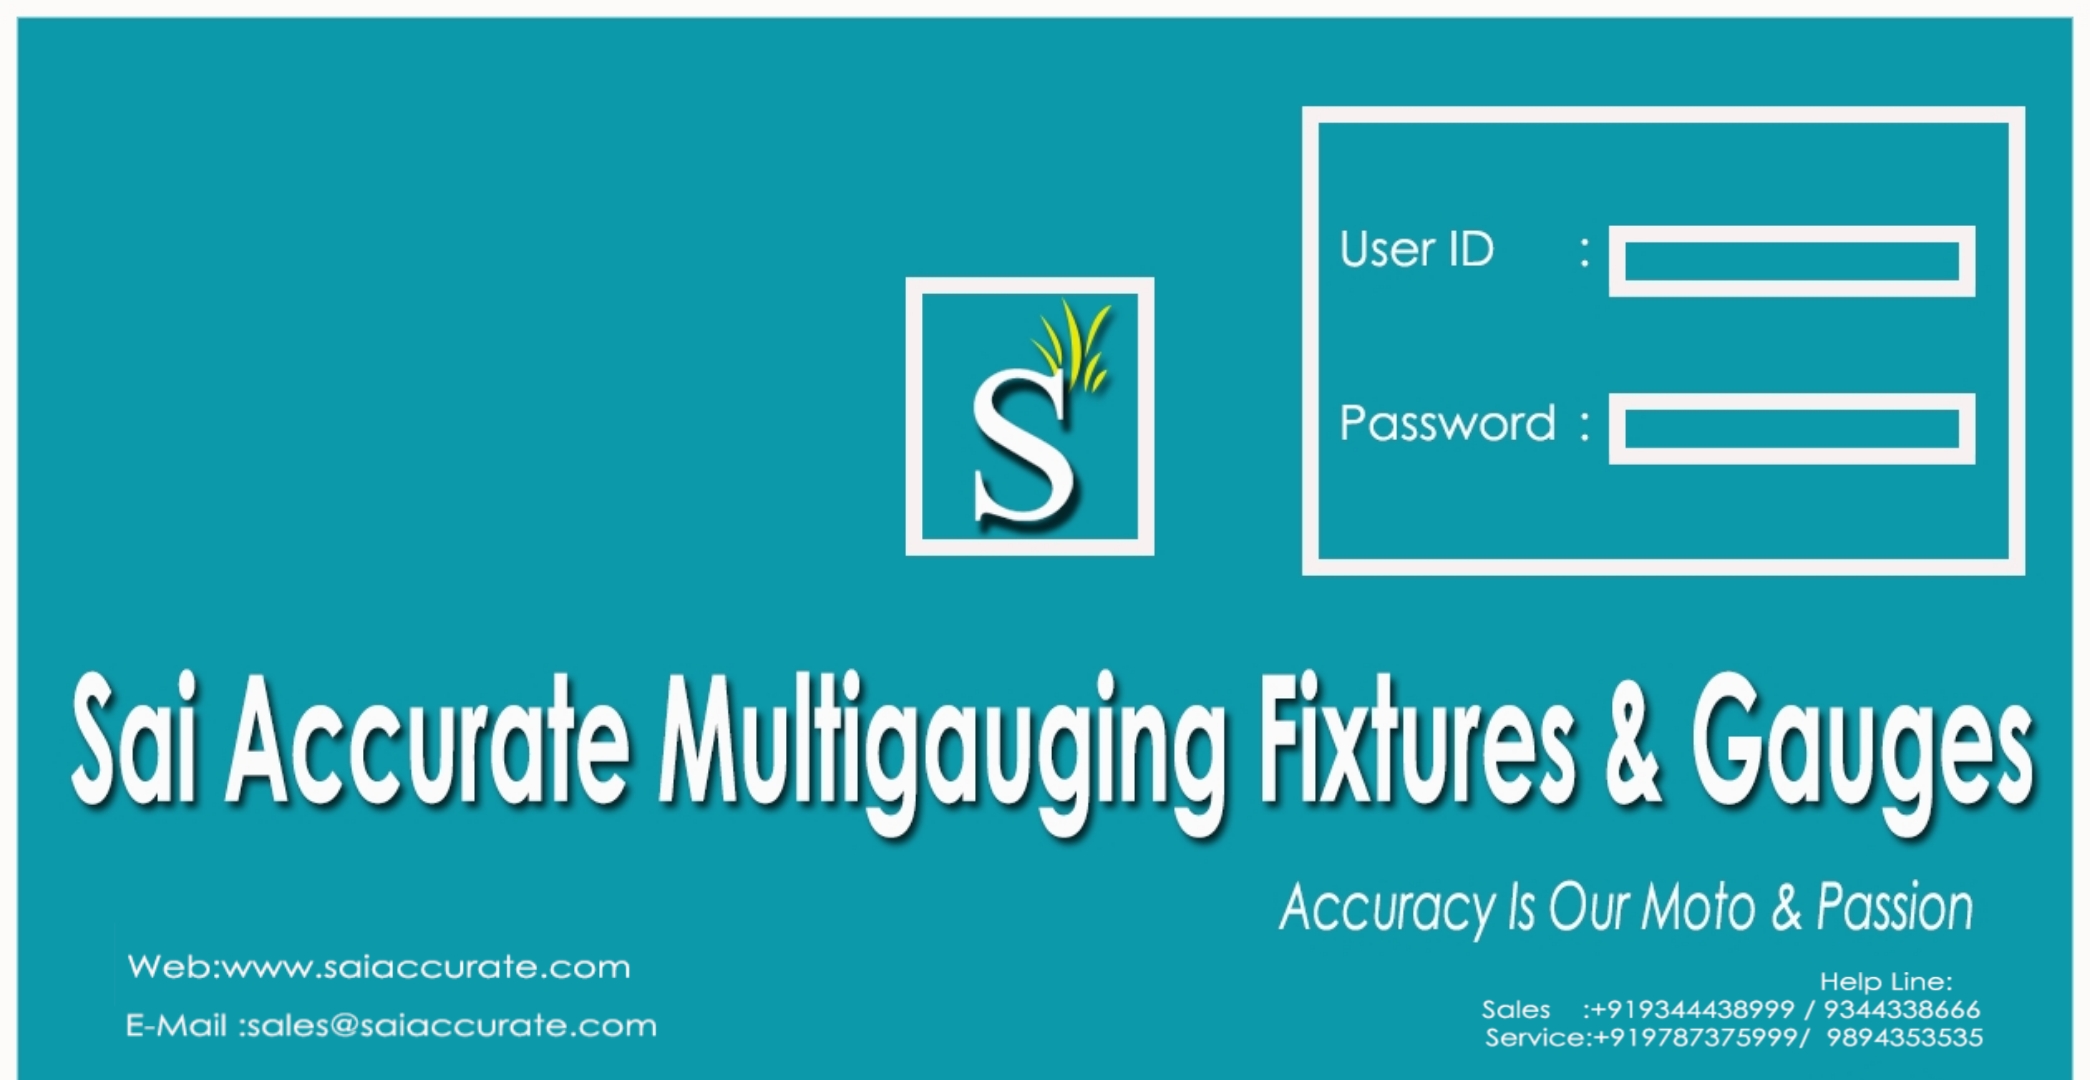 User ID :
Password :
S
Sai Accurate Multigauging Fixtures & Gauges
Accuracy Is Our Moto & Passion
Web:www.saiaccurate.com
E-Mail :sales@saiaccurate.com
Help Line:
Sales :+919344438999 / 9344338666
Service:+919787375999/ 9894353535